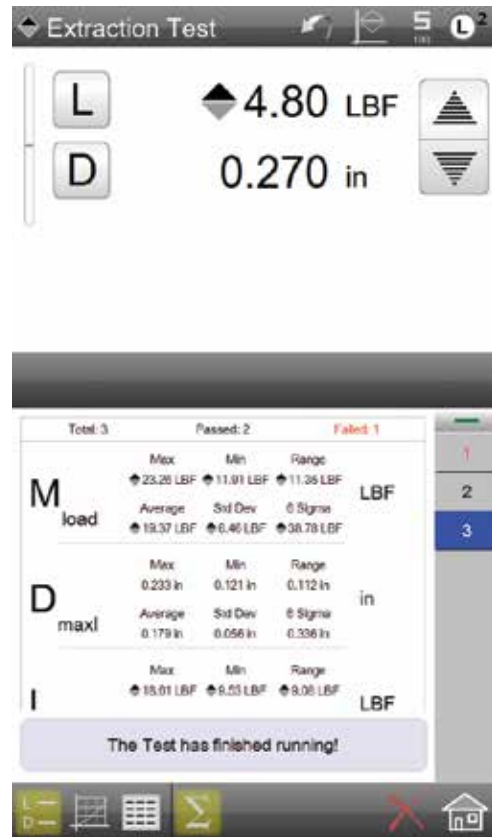 Extraction Test
5
100
L 2
L 4.80 LBF
D 0.270 in
Total: 3 Passed: 2 Failed: 1
Max Min Range
23.26 LBF 11.91 LBF 11.35 LBF
M load LBF
Average Std Dev 6 Sigma
19.37 LBF 6.46 LBF 38.78 LBF
Max Min Range
0.233 in 0.121 in 0.112 in
D maxl in
Average Std Dev 6 Sigma
0.179 in 0.056 in 0.336 in
Max Min Range
18.61 LBF 9.53 LBF 9.08 LBF
LBF
1
2
3
The Test has finished running!
L
D
Σ